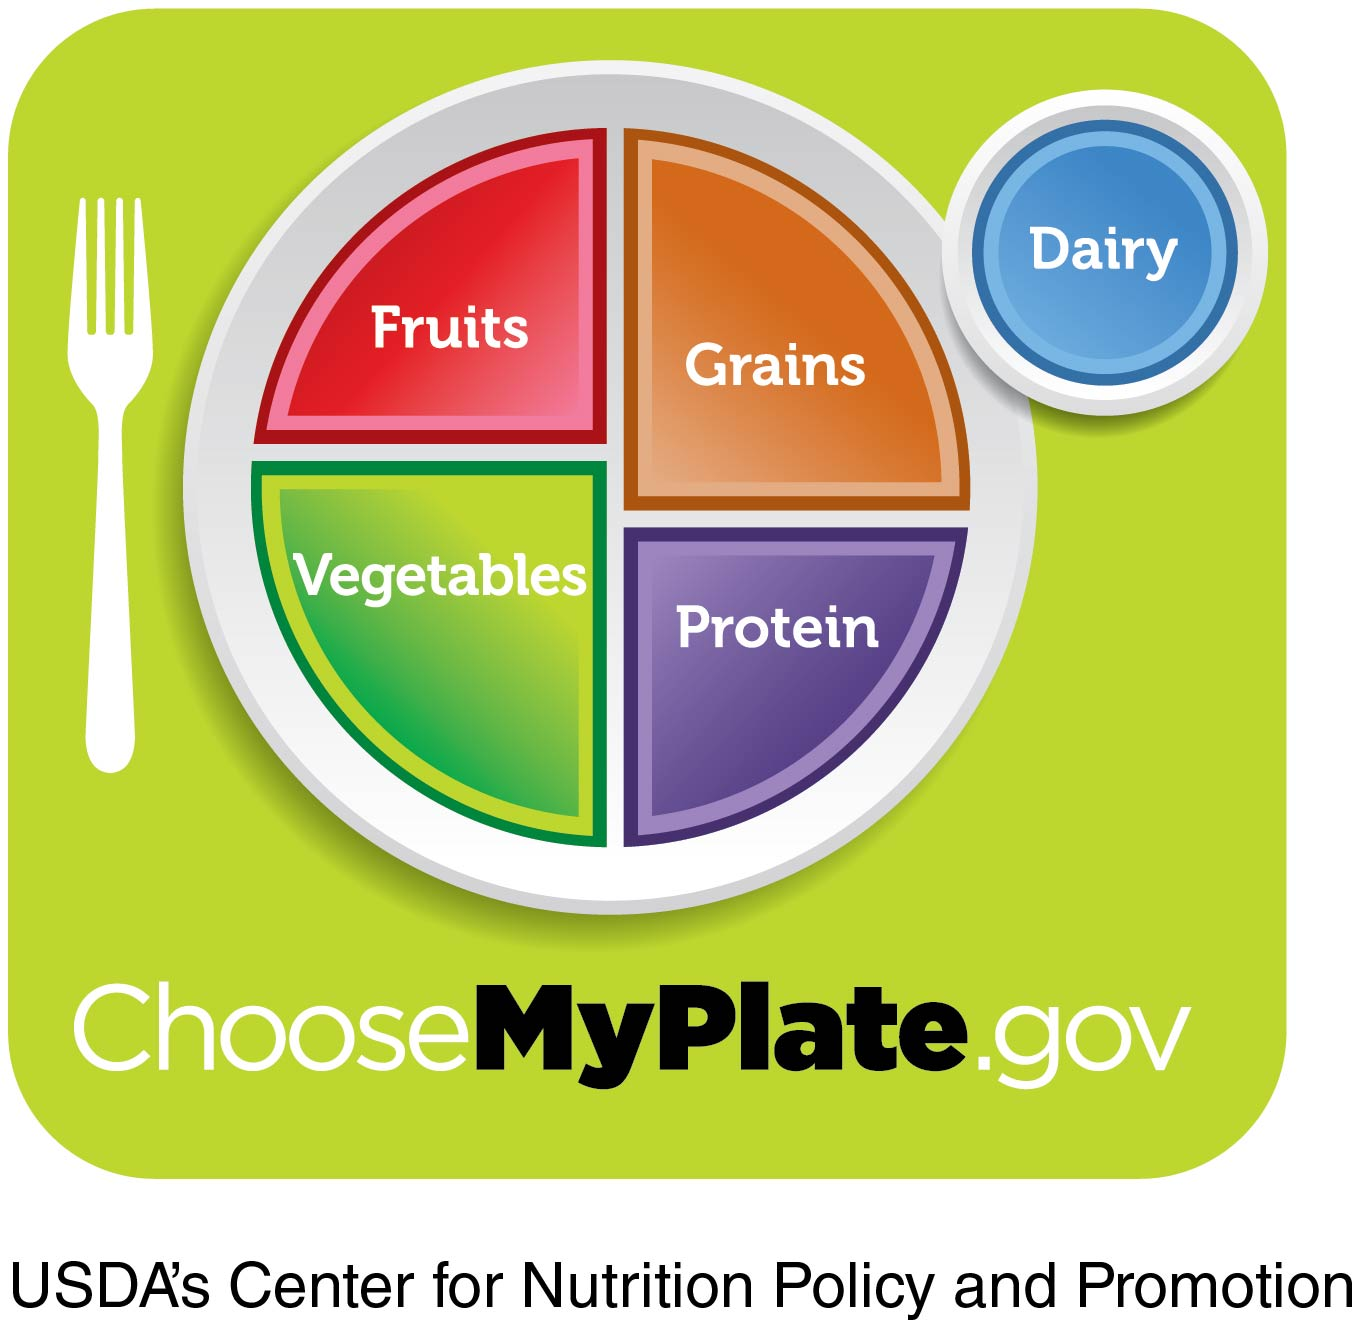 Dairy
Fruits
Grains
Vegetables
Protein
ChooseMyPlate.gov
USDA's Center for Nutrition Policy and Promotion